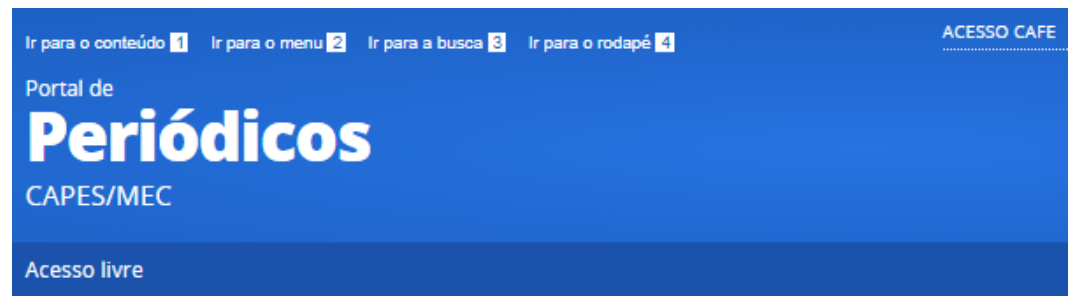 Ir para o conteúdo 1 Ir para o menu 2 Ir para a busca 3 Ir para o rodapé 4 ACESSO CAFE
Portal de
Periódicos
CAPES/MEC
Acesso livre